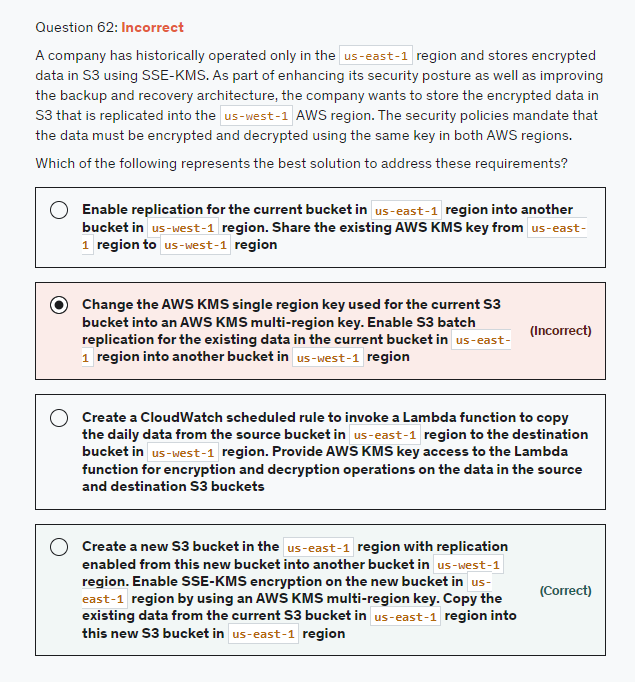 Question 62: Incorrect
A company has historically operated only in the us-east-1 region and stores encrypted
data in S3 using SSE-KMS. As part of enhancing its security posture as well as improving
the backup and recovery architecture, the company wants to store the encrypted data in
S3 that is replicated into the us-west-1 AWS region. The security policies mandate that
the data must be encrypted and decrypted using the same key in both AWS regions.
Which of the following represents the best solution to address these requirements?
Enable replication for the current bucket in us-east-1 region into another
bucket in us-west-1 region. Share the existing AWS KMS key from us-east-
1 region to us-west-1 region
Change the AWS KMS single region key used for the current S3
bucket into an AWS KMS multi-region key. Enable S3 batch
replication for the existing data in the current bucket in us-east-
1 region into another bucket in us-west-1 region
(Incorrect)
Create a CloudWatch scheduled rule to invoke a Lambda function to copy
the daily data from the source bucket in us-east-1 region to the destination
bucket in us-west-1 region. Provide AWS KMS key access to the Lambda
function for encryption and decryption operations on the data in the source
and destination S3 buckets
Create a new S3 bucket in the us-east-1 region with replication
enabled from this new bucket into another bucket in us-west-1
region. Enable SSE-KMS encryption on the new bucket in us-
east-1 region by using an AWS KMS multi-region key. Copy the
existing data from the current S3 bucket in us-east-1 region into
this new S3 bucket in us-east-1 region
(Correct)